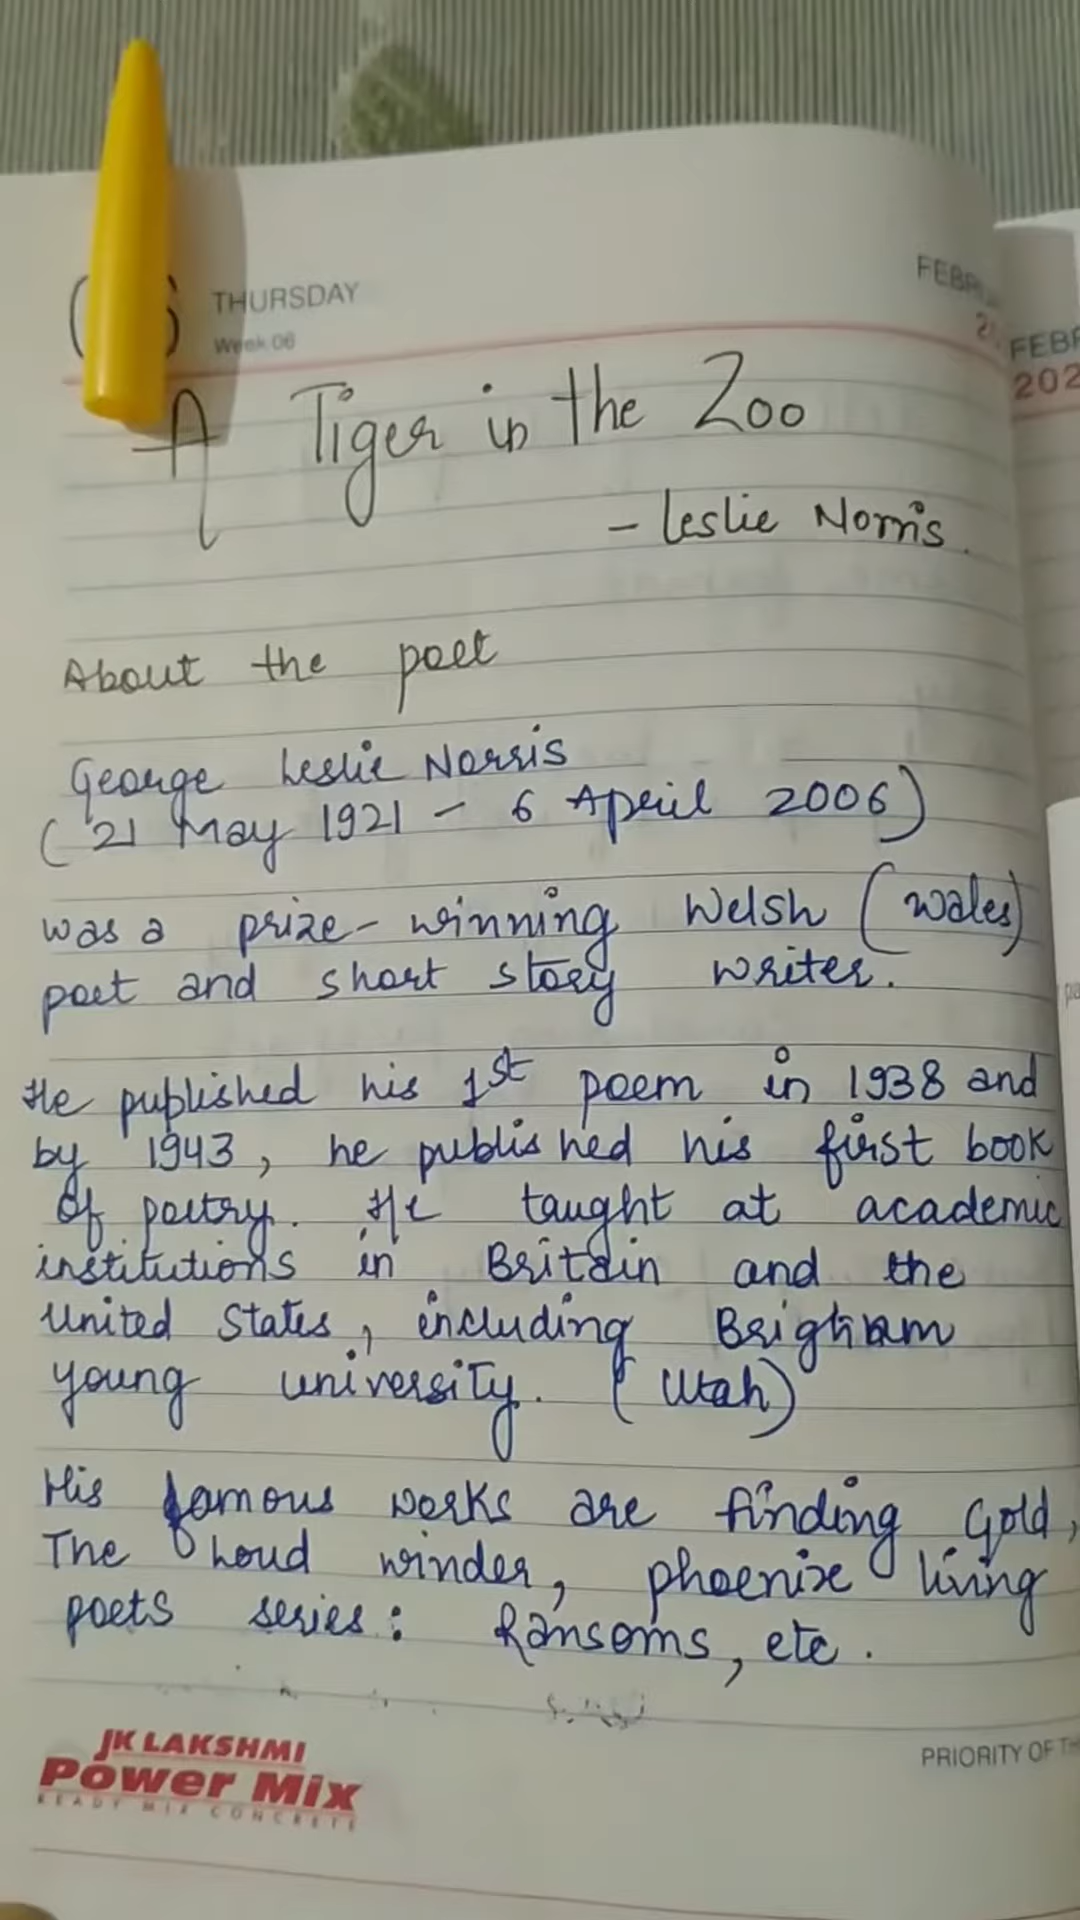 THURSDAY
Week 06
A Tiger in the Zoo
- Leslie Norris.
About the poet
George Leslie Norris
(21 May 1921 - 6 April 2006)
was a prize-winning Welsh (Wales)
poet and short story writer.
He published his 1st poem in 1938 and
by 1943, he published his first book
of poetry. He taught at academic
institutions in Britain and the
United States, including Brigham
young university. (Utah)
His famous works are finding Gold,
The Loud winder, phoenix living
poets series: Ransoms, etc.
JK LAKSHMI
Power Mix
READY MIX CONCRETE
PRIORITY OF
FEBR
202